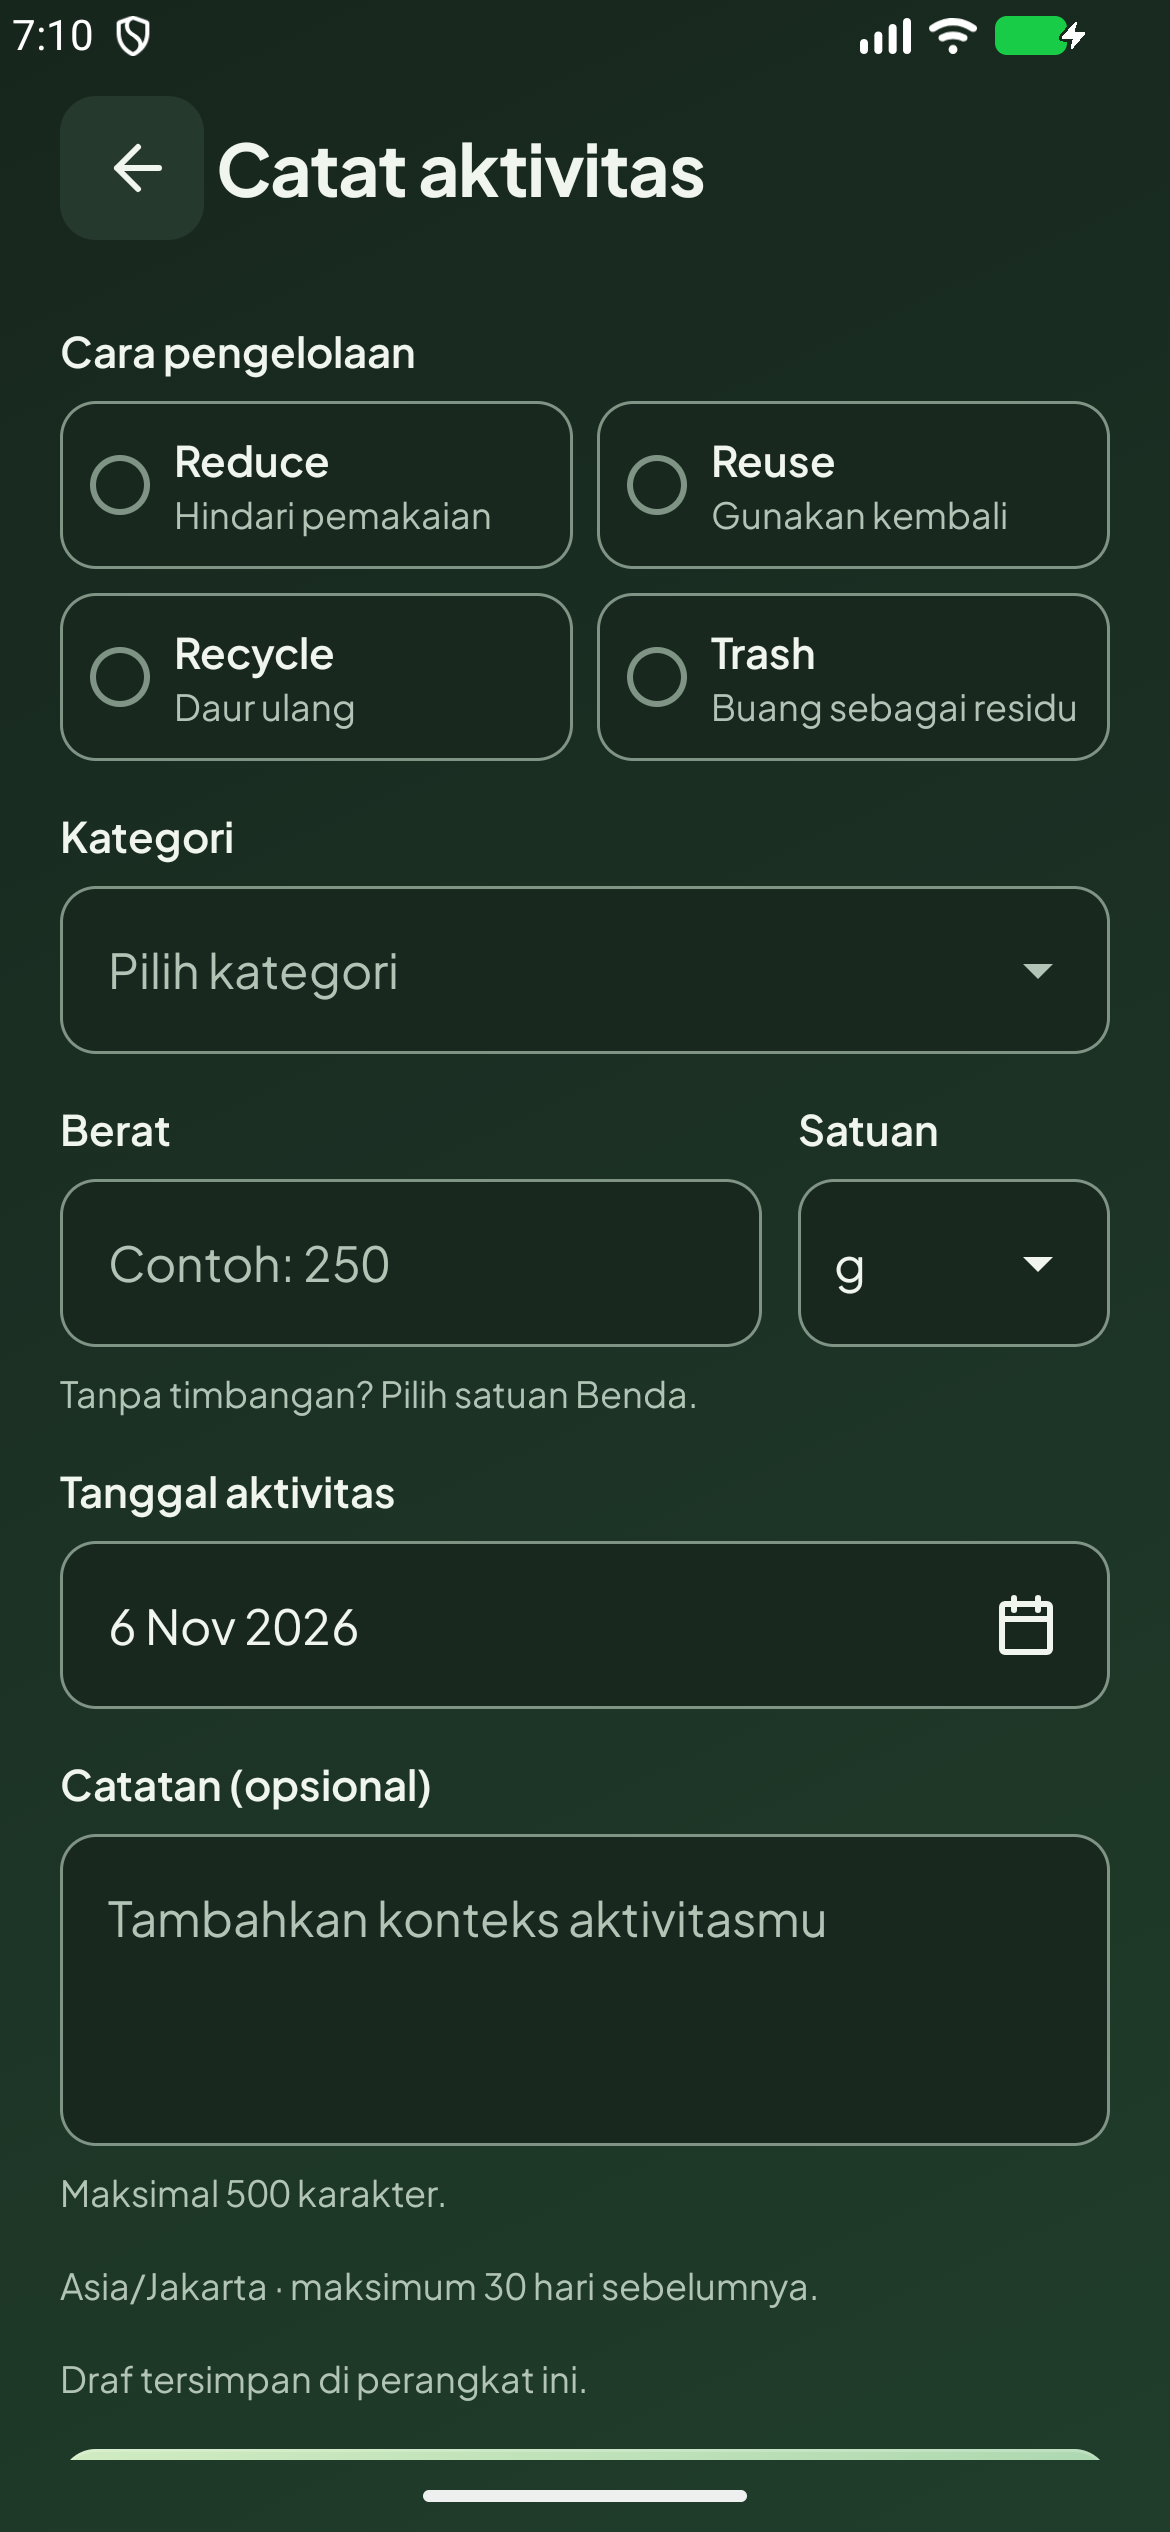 7:10
Catat aktivitas
Cara pengelolaan
Reduce
Hindari pemakaian
Reuse
Gunakan kembali
Recycle
Daur ulang
Trash
Buang sebagai residu
Kategori
Pilih kategori
Berat
Satuan
Contoh: 250
g
Tanpa timbangan? Pilih satuan Benda.
Tanggal aktivitas
6 Nov 2026
Catatan (opsional)
Tambahkan konteks aktivitasmu
Maksimal 500 karakter.
Asia/Jakarta · maksimum 30 hari sebelumnya.
Draf tersimpan di perangkat ini.